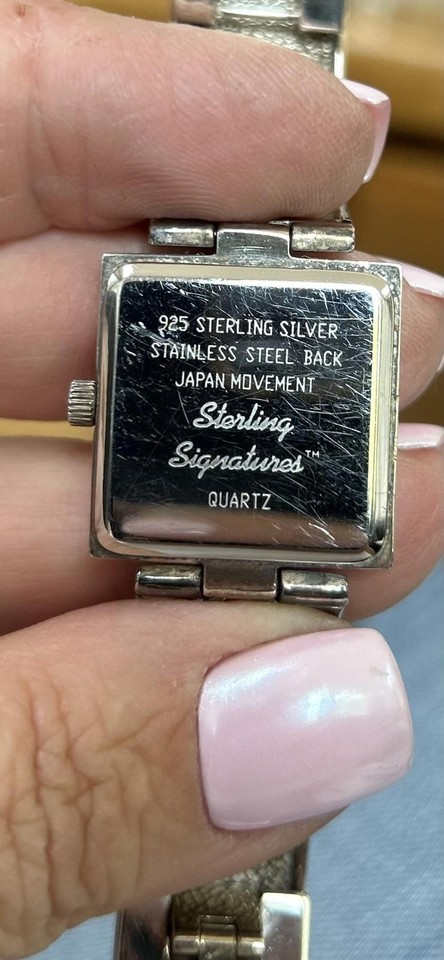 925 STERLING SILVER
STAINLESS STEEL BACK
JAPAN MOVEMENT
Sterling
Signatures™
QUARTZ